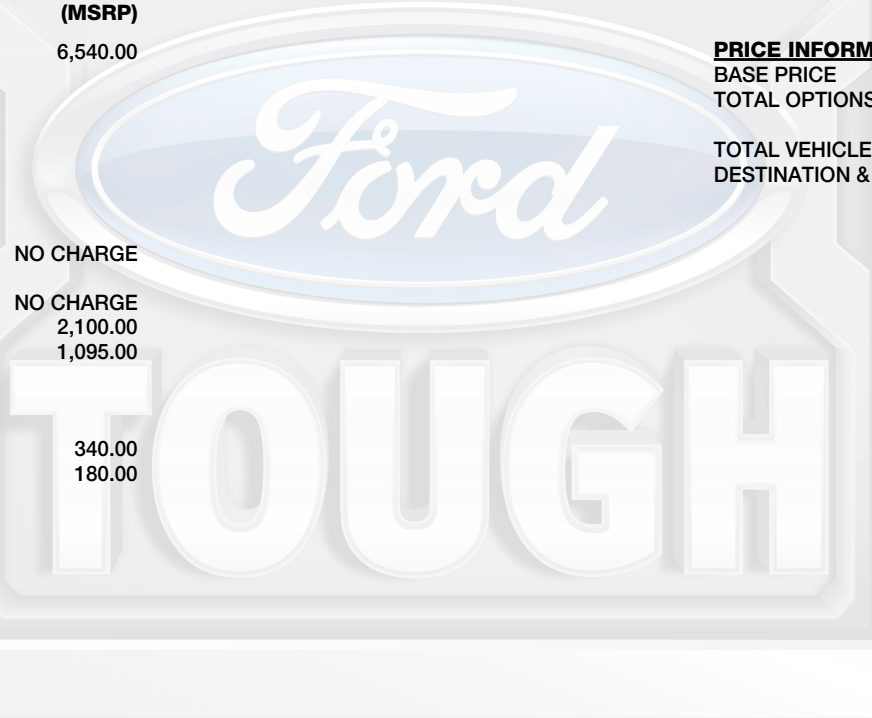 (MSRP)
6,540.00
NO CHARGE
NO CHARGE
2,100.00
1,095.00
340.00
180.00
PRICE INFORM
BASE PRICE
TOTAL OPTIONS
TOTAL VEHICLE
DESTINATION &
Ford
TOUGH